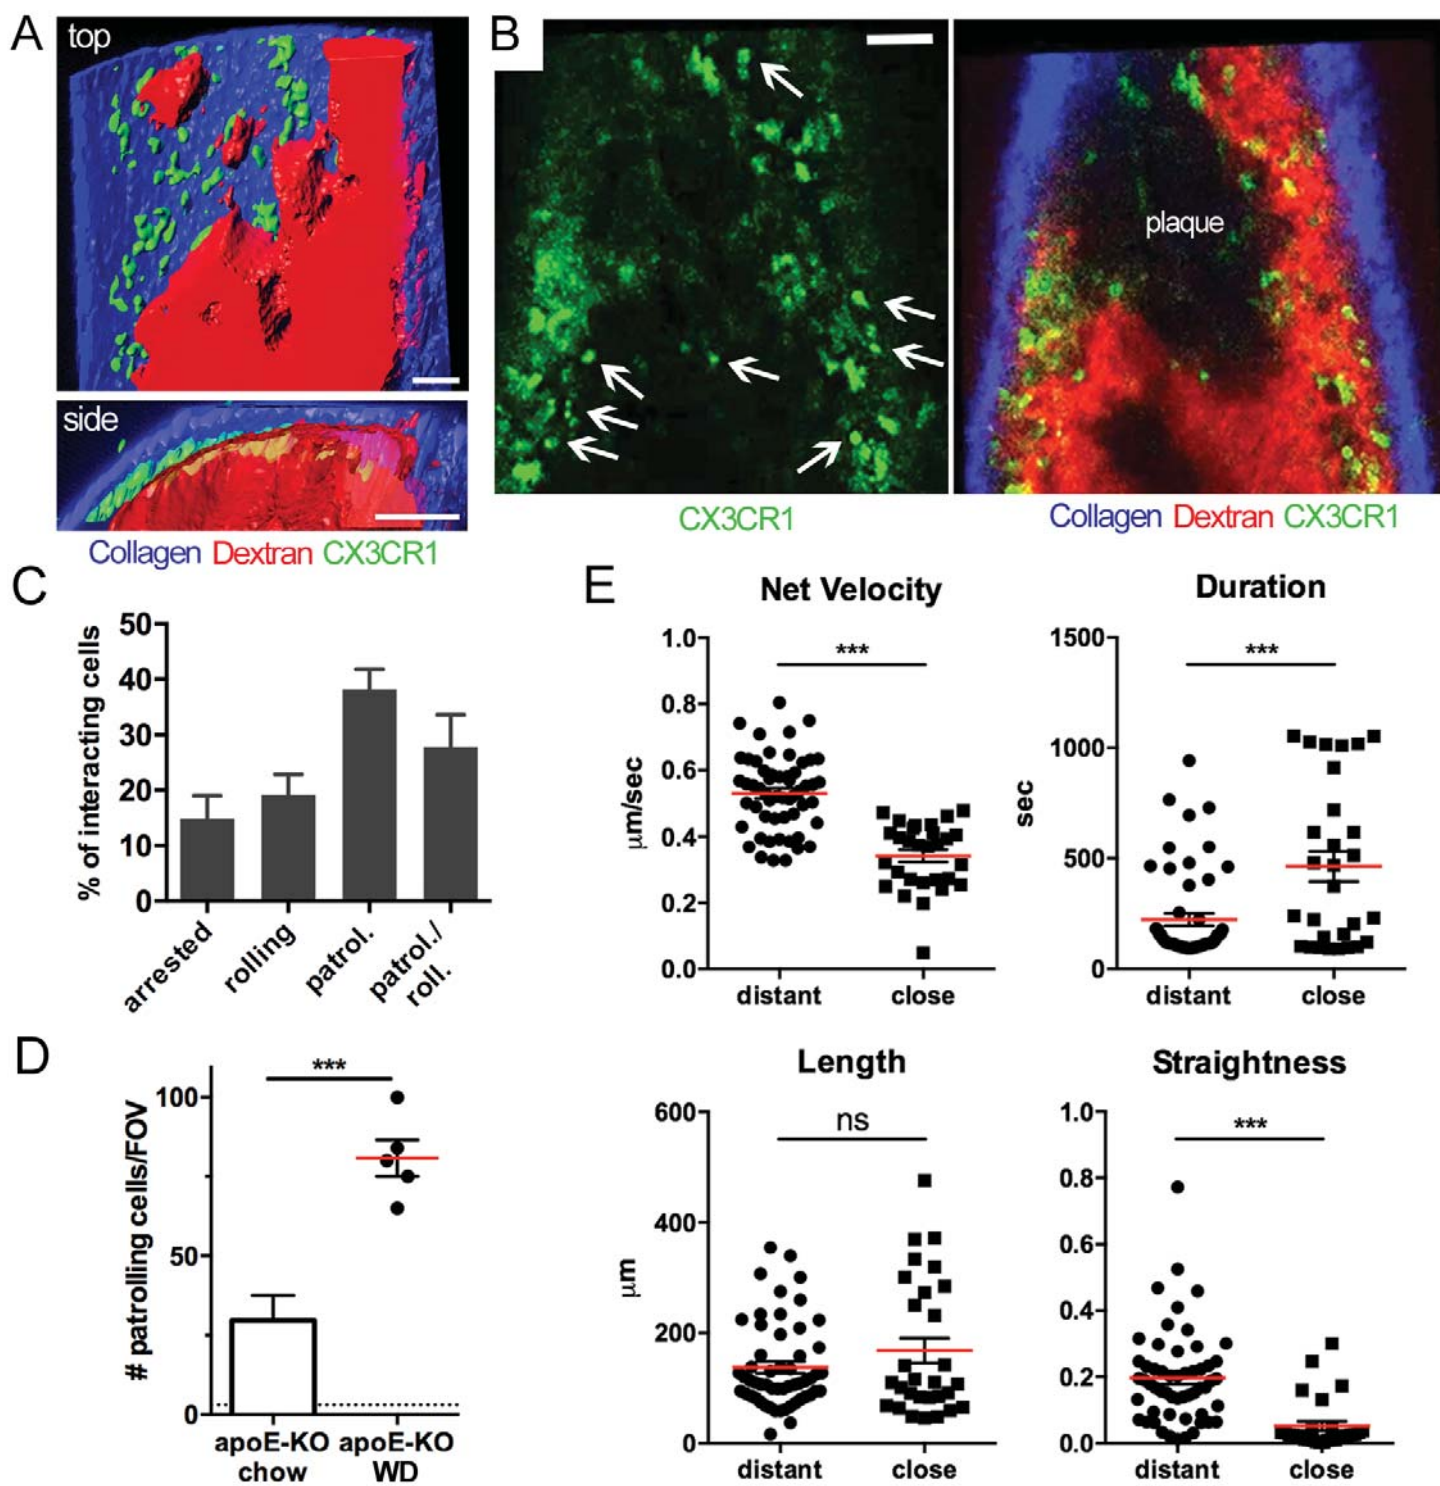 A
top
side
Collagen Dextran CX3CR1
B
plaque
CX3CR1
Collagen Dextran CX3CR1
C
% of interacting cells
50
40
30
20
10
0
arrested
rolling
patrol.
patrol./
roll.
D
# patrolling cells/FOV
100
50
0
***
apoE-KO
chow
apoE-KO
WD
E
Net Velocity
μm/sec
1.0
0.8
0.6
0.4
0.2
0.0
***
distant
close
Duration
sec
1500
1000
500
0
***
distant
close
Length
μm
600
400
200
0
ns
distant
close
Straightness
1.0
0.8
0.6
0.4
0.2
0.0
***
distant
close